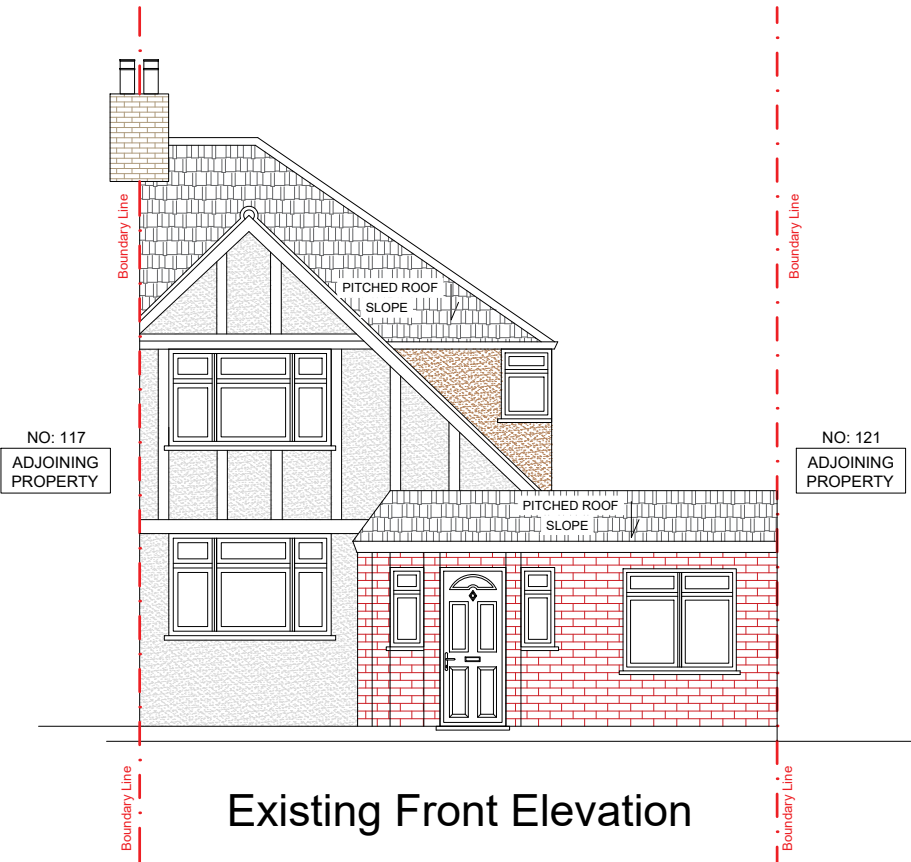 Boundary Line
Boundary Line
PITCHED ROOF
SLOPE
NO: 117
ADJOINING
PROPERTY
NO: 121
ADJOINING
PROPERTY
PITCHED ROOF
SLOPE
Boundary Line
Boundary Line
Existing Front Elevation